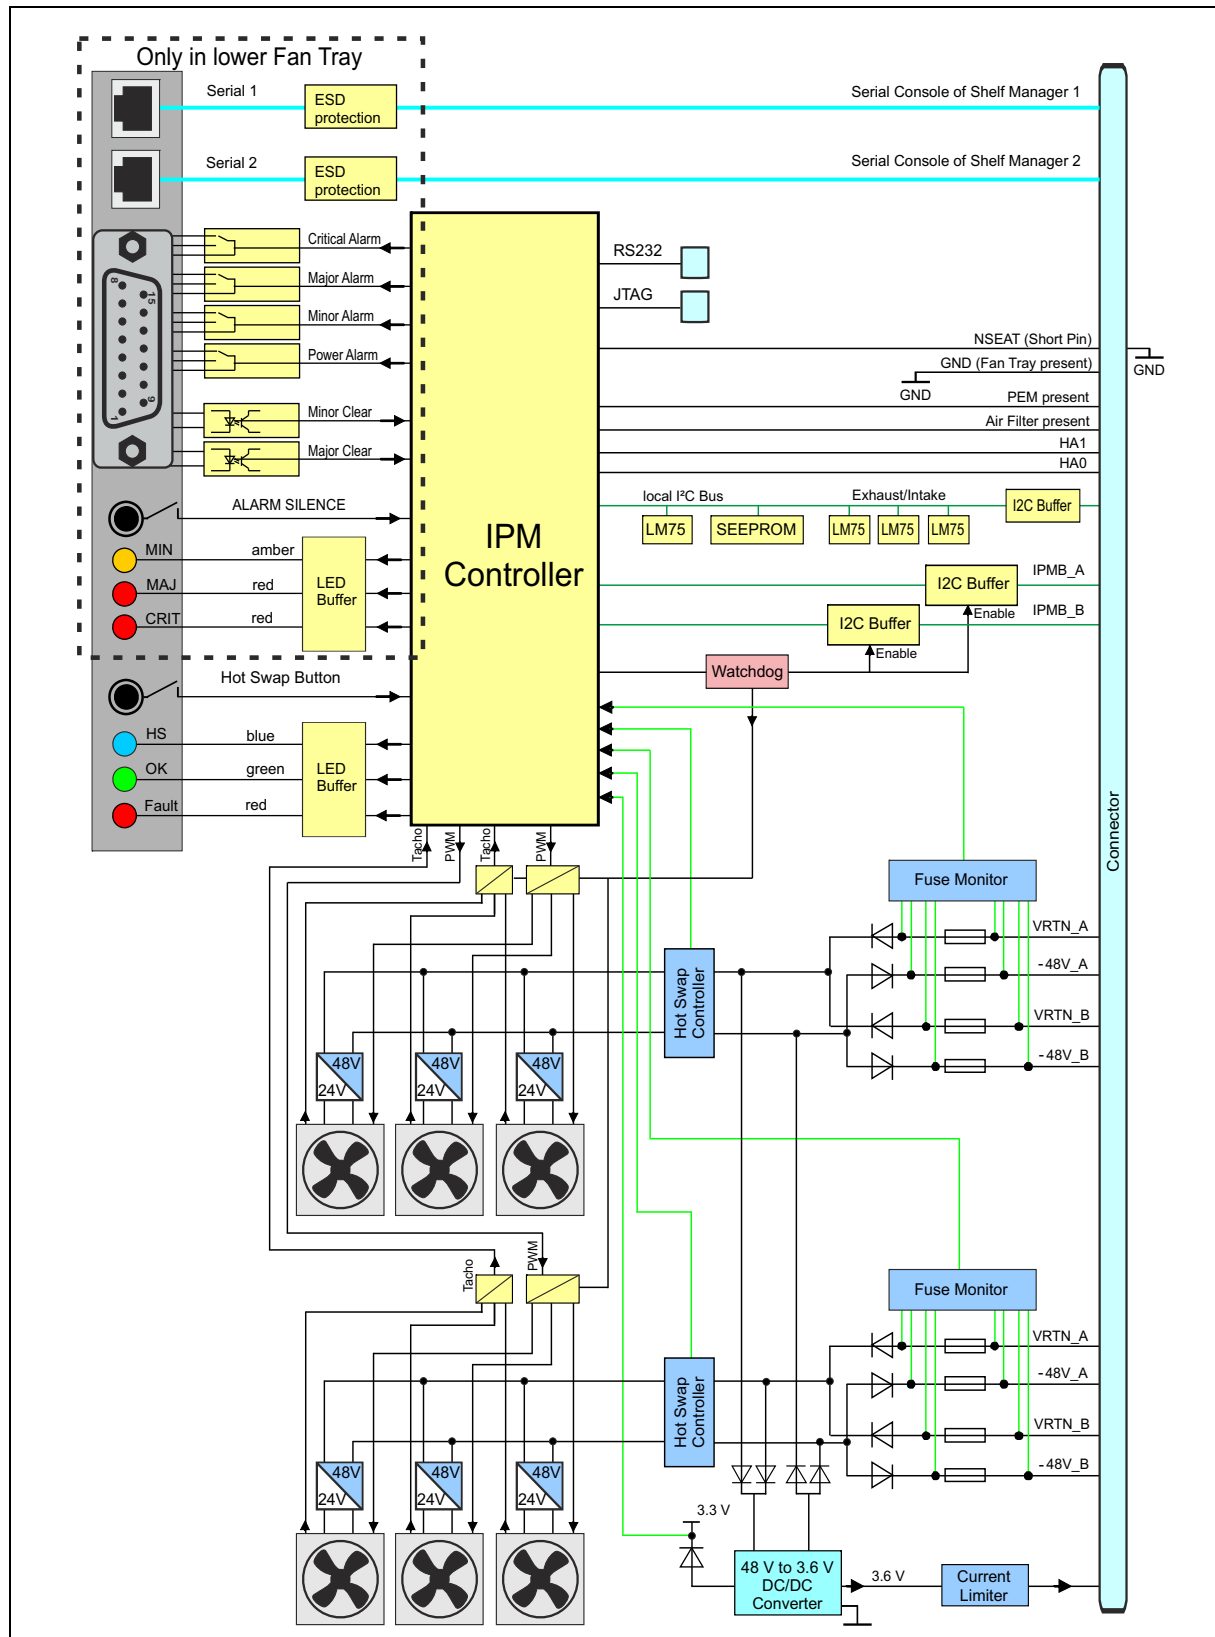 Only in lower Fan Tray
Serial 1
ESD
protection
Serial Console of Shelf Manager 1
Serial 2
ESD
protection
Serial Console of Shelf Manager 2
Critical Alarm
Major Alarm
Minor Alarm
Power Alarm
Minor Clear
Major Clear
8
15
1
9
RS232
JTAG
NSEAT (Short Pin)
GND
GND (Fan Tray present)
GND
PEM present
Air Filter present
HA1
HA0
ALARM SILENCE
IPM
Controller
local I²C Bus
LM75
SEEPROM
Exhaust/Intake
LM75
LM75
LM75
I2C Buffer
MIN
amber
MAJ
red
CRIT
red
LED
Buffer
I2C Buffer
IPMB_A
Enable
I2C Buffer
IPMB_B
Enable
Watchdog
Hot Swap Button
HS
blue
OK
green
Fault
red
LED
Buffer
Connector
Tacho
PWM
Tacho
PWM
Fuse Monitor
VRTN_A
-48V_A
VRTN_B
-48V_B
Hot Swap
Controller
48V
24V
48V
24V
48V
24V
Tacho
PWM
Fuse Monitor
VRTN_A
-48V_A
VRTN_B
-48V_B
Hot Swap
Controller
48V
24V
48V
24V
48V
24V
3.3 V
48 V to 3.6 V
DC/DC
Converter
3.6 V
Current
Limiter